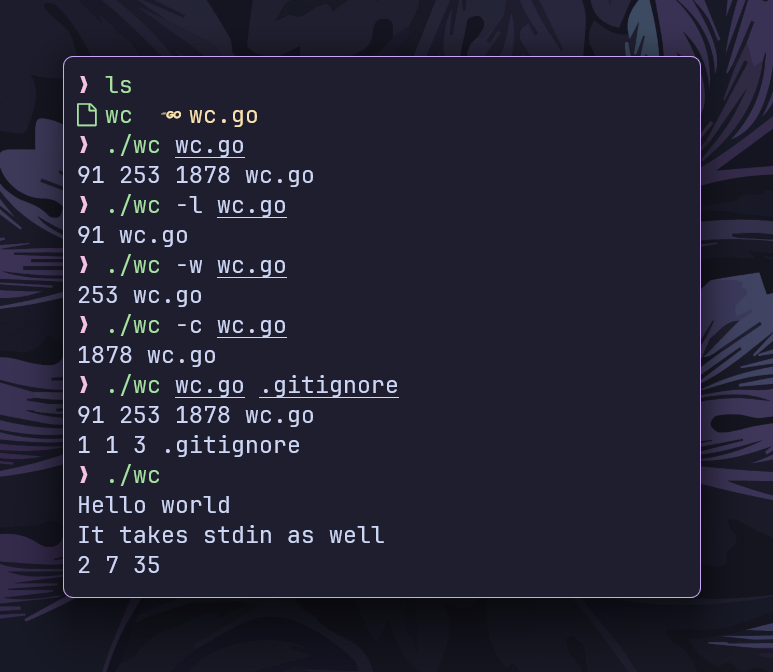 ❱ ls
wc GO wc.go
❱ ./wc wc.go
91 253 1878 wc.go
❱ ./wc -l wc.go
91 wc.go
❱ ./wc -w wc.go
253 wc.go
❱ ./wc -c wc.go
1878 wc.go
❱ ./wc wc.go .gitignore
91 253 1878 wc.go
1 1 3 .gitignore
❱ ./wc
Hello world
It takes stdin as well
2 7 35